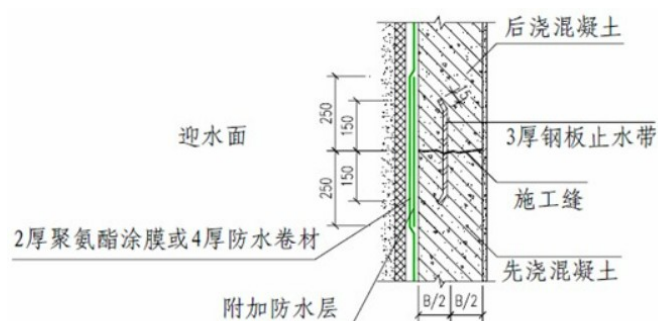 后浇混凝土
迎水面
250
150
3厚钢板止水带
250
150
施工缝
2厚聚氨酯涂膜或4厚防水卷材
先浇混凝土
附加防水层
B/2
B/2